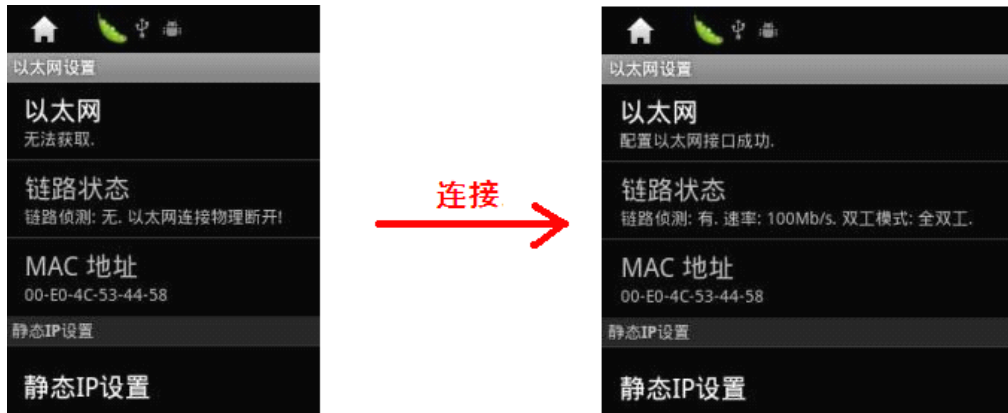 以太网设置
以太网
无法获取.
链路状态
链路侦测: 无. 以太网连接物理断开!
MAC 地址
00-E0-4C-53-44-58
静态IP设置
静态IP设置
连接
以太网设置
以太网
配置以太网接口成功.
链路状态
链路侦测: 有. 速率: 100Mb/s. 双工模式: 全双工.
MAC 地址
00-E0-4C-53-44-58
静态IP设置
静态IP设置